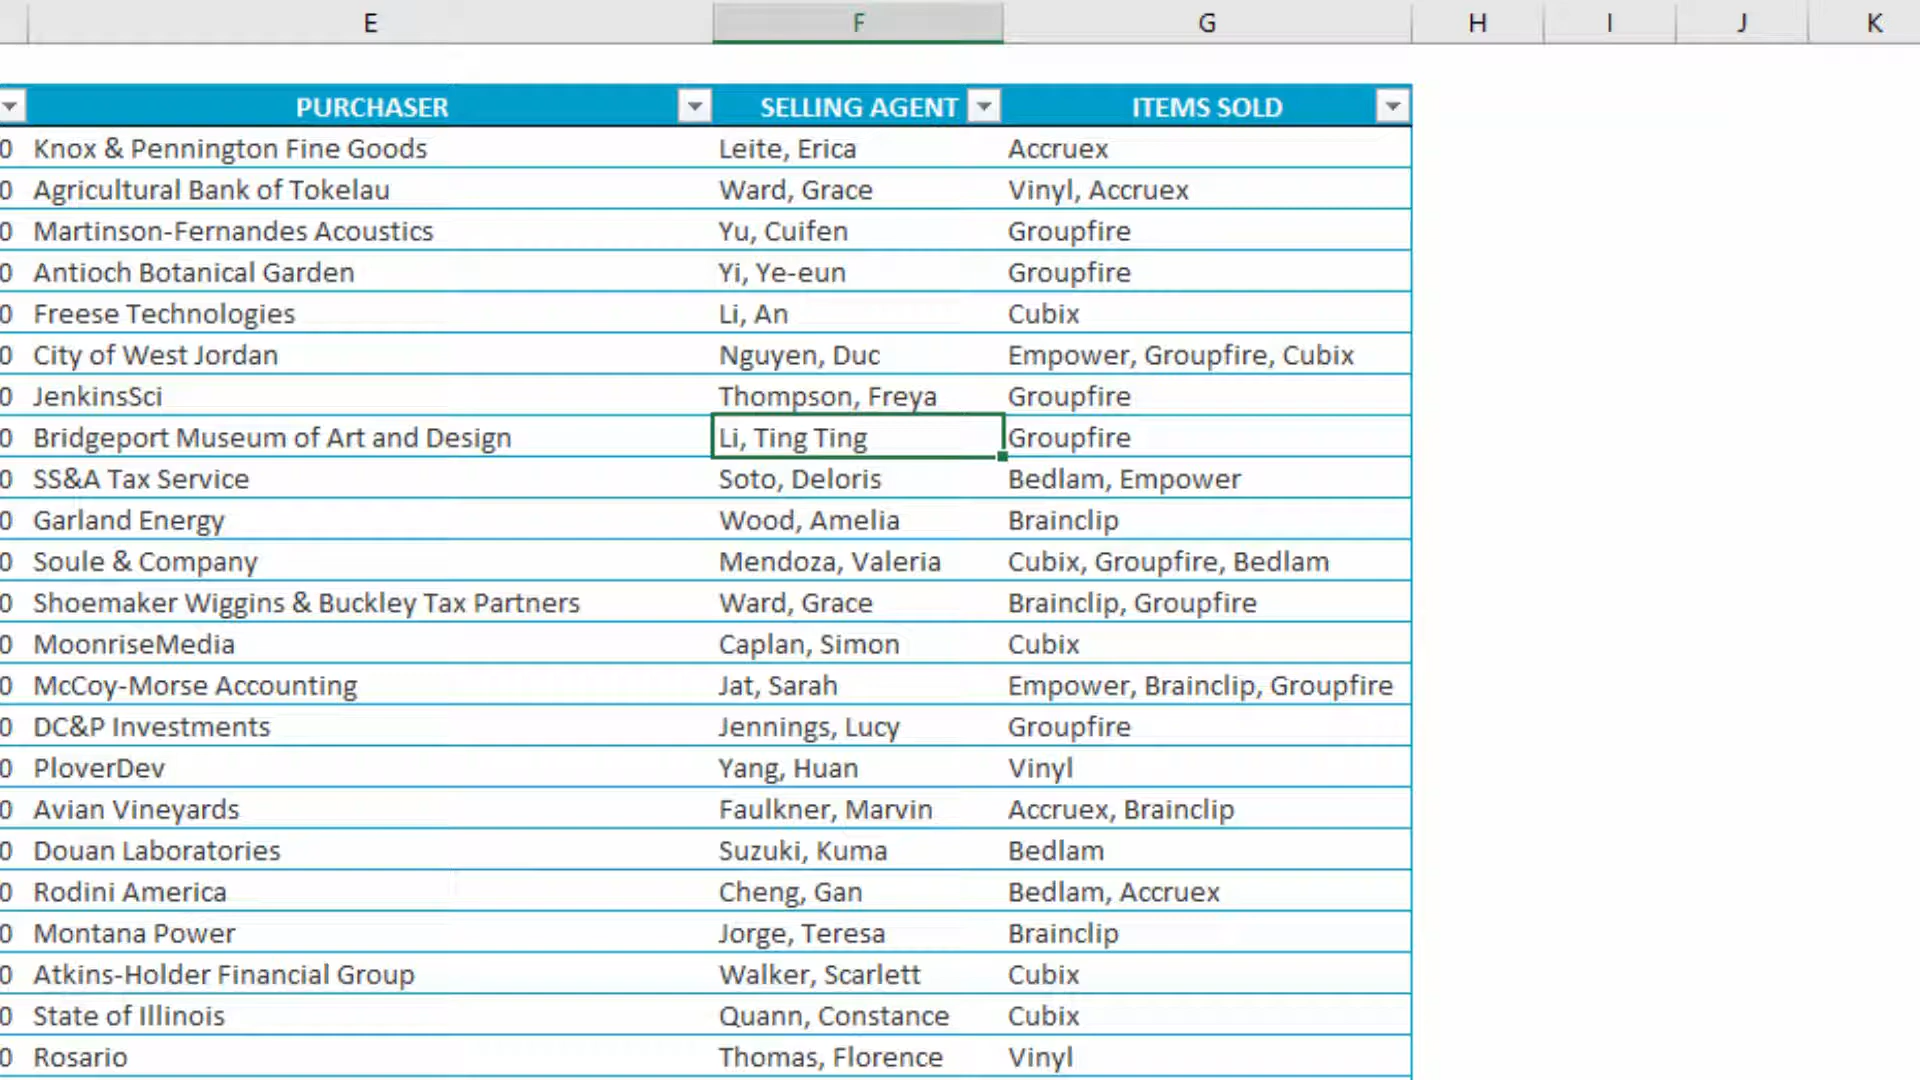 E F G H I J K
PURCHASER SELLING AGENT ITEMS SOLD
0 Knox & Pennington Fine Goods Leite, Erica Accruex
0 Agricultural Bank of Tokelau Ward, Grace Vinyl, Accruex
0 Martinson-Fernandes Acoustics Yu, Cuifen Groupfire
0 Antioch Botanical Garden Yi, Ye-eun Groupfire
0 Freese Technologies Li, An Cubix
0 City of West Jordan Nguyen, Duc Empower, Groupfire, Cubix
0 JenkinsSci Thompson, Freya Groupfire
0 Bridgeport Museum of Art and Design Li, Ting Ting Groupfire
0 SS&A Tax Service Soto, Deloris Bedlam, Empower
0 Garland Energy Wood, Amelia Brainclip
0 Soule & Company Mendoza, Valeria Cubix, Groupfire, Bedlam
0 Shoemaker Wiggins & Buckley Tax Partners Ward, Grace Brainclip, Groupfire
0 MoonriseMedia Caplan, Simon Cubix
0 McCoy-Morse Accounting Jat, Sarah Empower, Brainclip, Groupfire
0 DC&P Investments Jennings, Lucy Groupfire
0 PloverDev Yang, Huan Vinyl
0 Avian Vineyards Faulkner, Marvin Accruex, Brainclip
0 Douan Laboratories Suzuki, Kuma Bedlam
0 Rodini America Cheng, Gan Bedlam, Accruex
0 Montana Power Jorge, Teresa Brainclip
0 Atkins-Holder Financial Group Walker, Scarlett Cubix
0 State of Illinois Quann, Constance Cubix
0 Rosario Thomas, Florence Vinyl